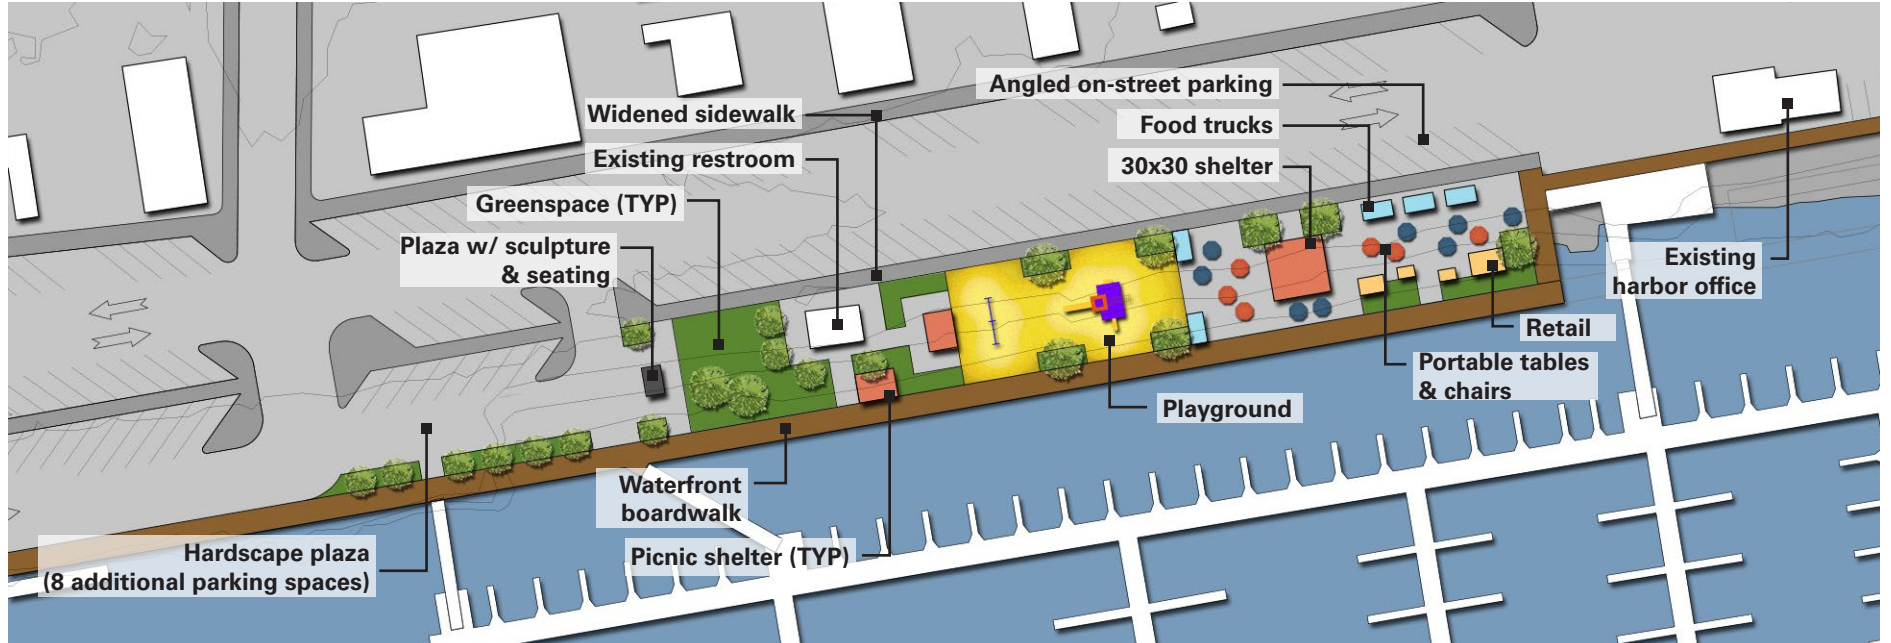 Angled on-street parking
Widened sidewalk
Food trucks
Existing restroom
30x30 shelter
Greenspace (TYP)
Plaza w/ sculpture
& seating
Existing
harbor office
Retail
Portable tables
& chairs
Playground
Waterfront
boardwalk
Picnic shelter (TYP)
Hardscape plaza
(8 additional parking spaces)